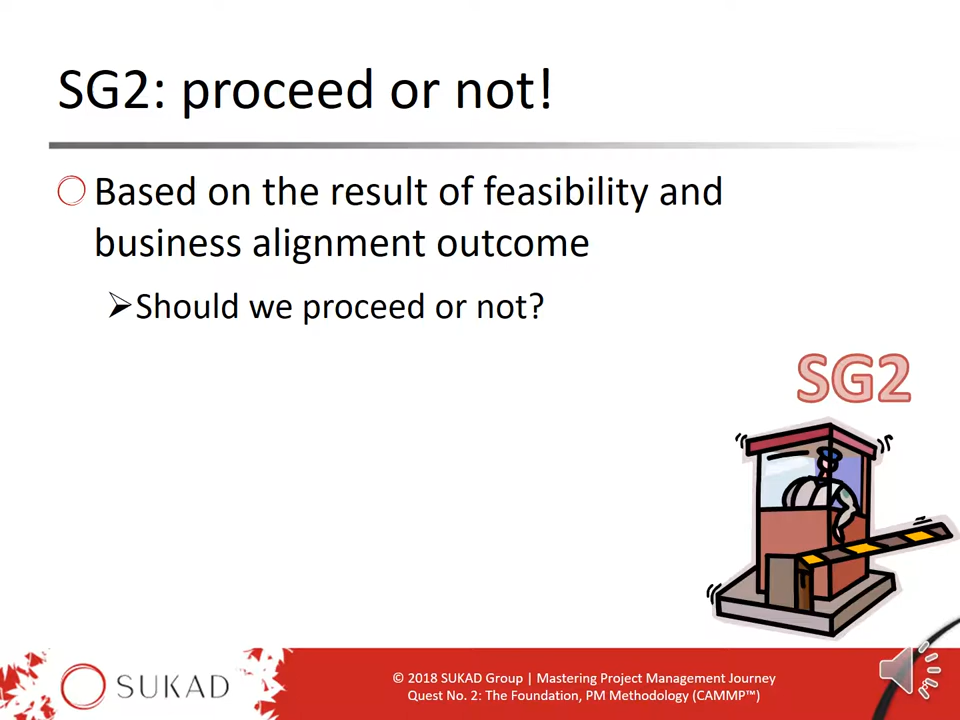 SG2: proceed or not!
Based on the result of feasibility and
business alignment outcome
Should we proceed or not?
SG2
SUKAD
© 2018 SUKAD Group | Mastering Project Management Journey
Quest No. 2: The Foundation, PM Methodology (CAMMP™)